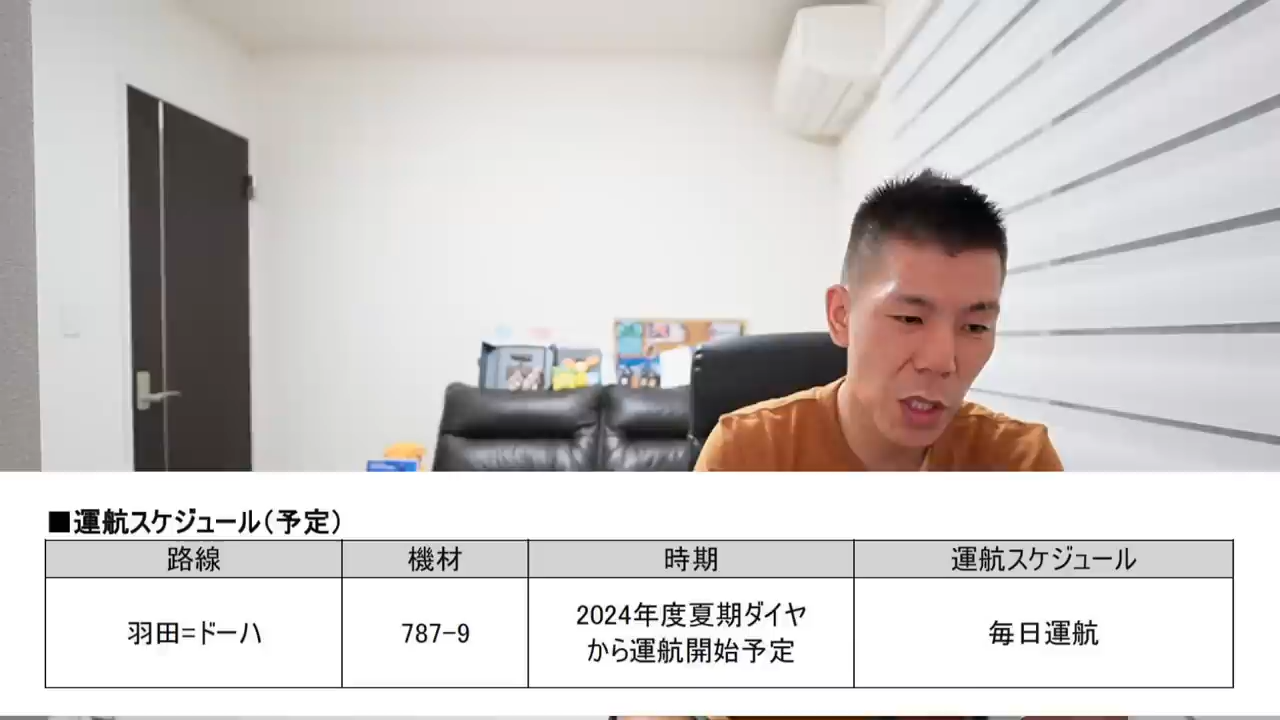 ■運航スケジュール(予定)
路線 機材 時期 運航スケジュール
羽田=ドーハ 787-9 2024年度夏期ダイヤ
から運航開始予定 毎日運航